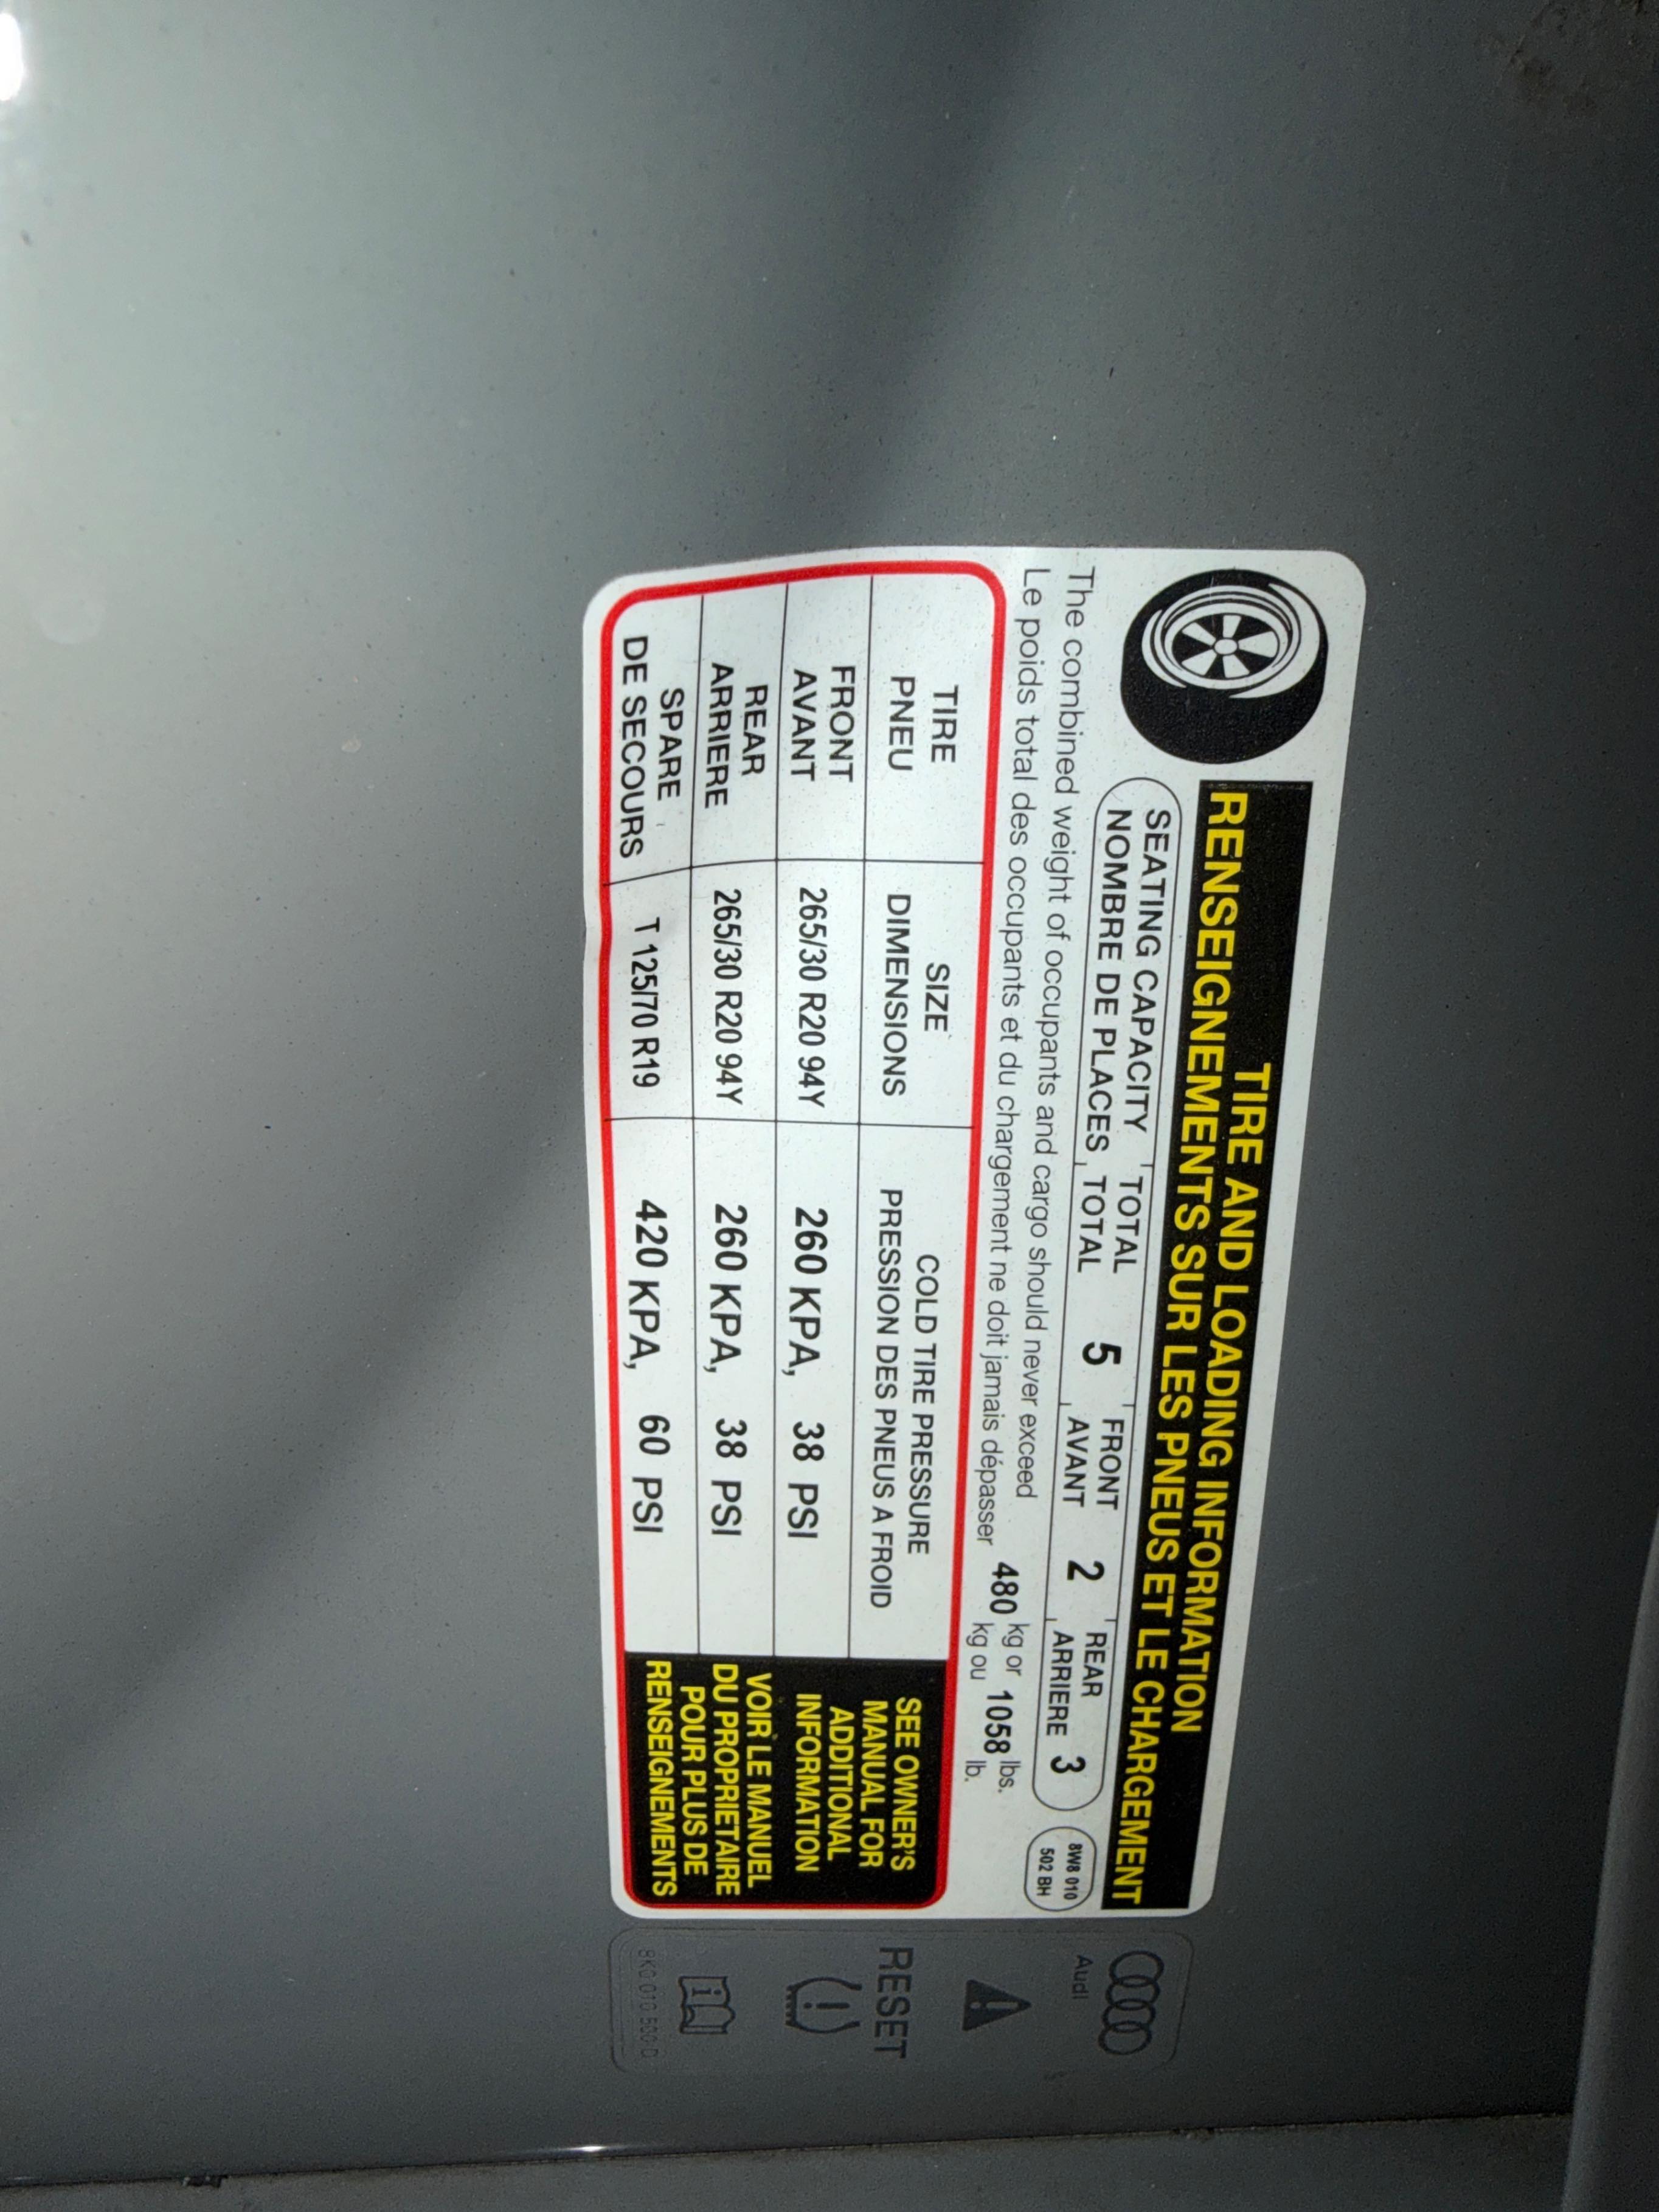 TIRE AND LOADING INFORMATION
RENSEIGNEMENTS SUR LES PNEUS ET LE CHARGEMENT
SEATING CAPACITY TOTAL 5 FRONT 2 REAR 3
NOMBRE DE PLACES TOTAL AVANT ARRIERE
8W8 010
502 BH
The combined weight of occupants and cargo should never exceed 480 kg or 1058 lbs.
Le poids total des occupants et du chargement ne doit jamais dépasser kg ou lb.
TIRE SIZE COLD TIRE PRESSURE
PNEU DIMENSIONS PRESSION DES PNEUS A FROID
FRONT
AVANT 265/30 R20 94Y 260 KPA, 38 PSI
REAR
ARRIERE 265/30 R20 94Y 260 KPA, 38 PSI
SPARE
DE SECOURS T 125/70 R19 420 KPA, 60 PSI
SEE OWNER'S
MANUAL FOR
ADDITIONAL
INFORMATION
VOIR LE MANUEL
DU PROPRIETAIRE
POUR PLUS DE
RENSEIGNEMENTS
Audi
RESET
8K0 010 500 D